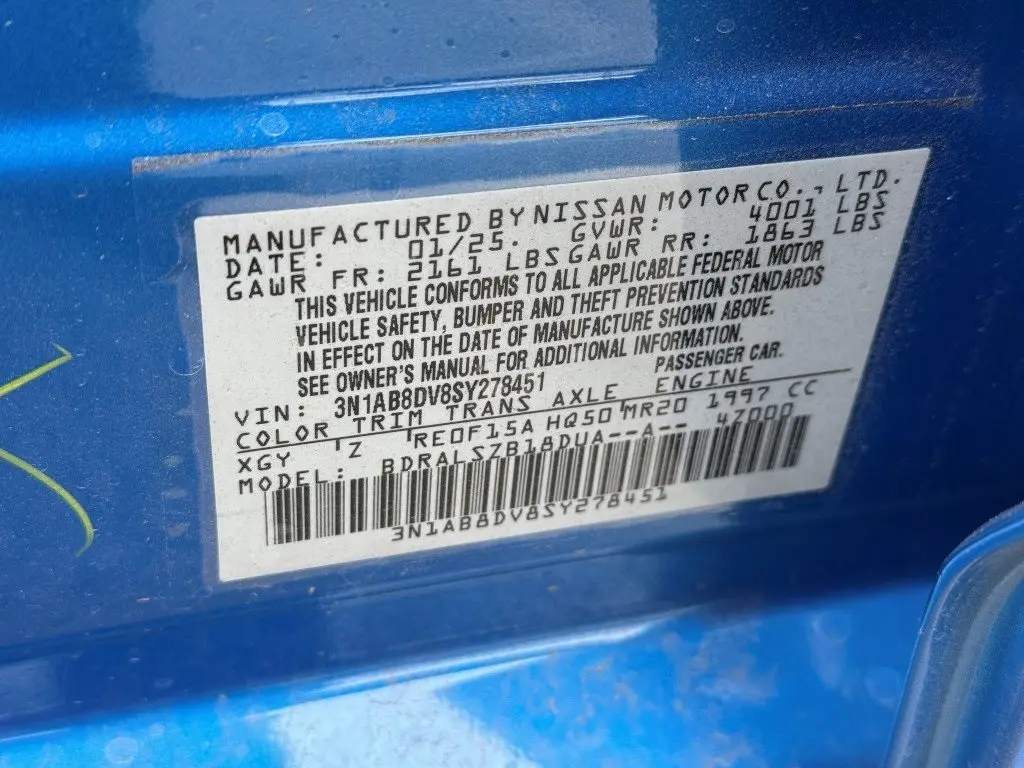 MANUFACTURED BY NISSAN MOTOR CO., LTD.
DATE: 01/25. GVWR: 4001 LBS
GAWR FR: 2161 LBS GAWR RR: 1863 LBS
THIS VEHICLE CONFORMS TO ALL APPLICABLE FEDERAL MOTOR
VEHICLE SAFETY, BUMPER AND THEFT PREVENTION STANDARDS
IN EFFECT ON THE DATE OF MANUFACTURE SHOWN ABOVE.
SEE OWNER'S MANUAL FOR ADDITIONAL INFORMATION.
VIN: 3N1AB8DV8SY278451 PASSENGER CAR.
COLOR TRIM TRANS AXLE ENGINE
XGY Z RE0F15A HQ50 MR20 1997 CC
MODEL: BDRALSZB18DUA--A-- 4Z000
3N1AB8DV8SY278451